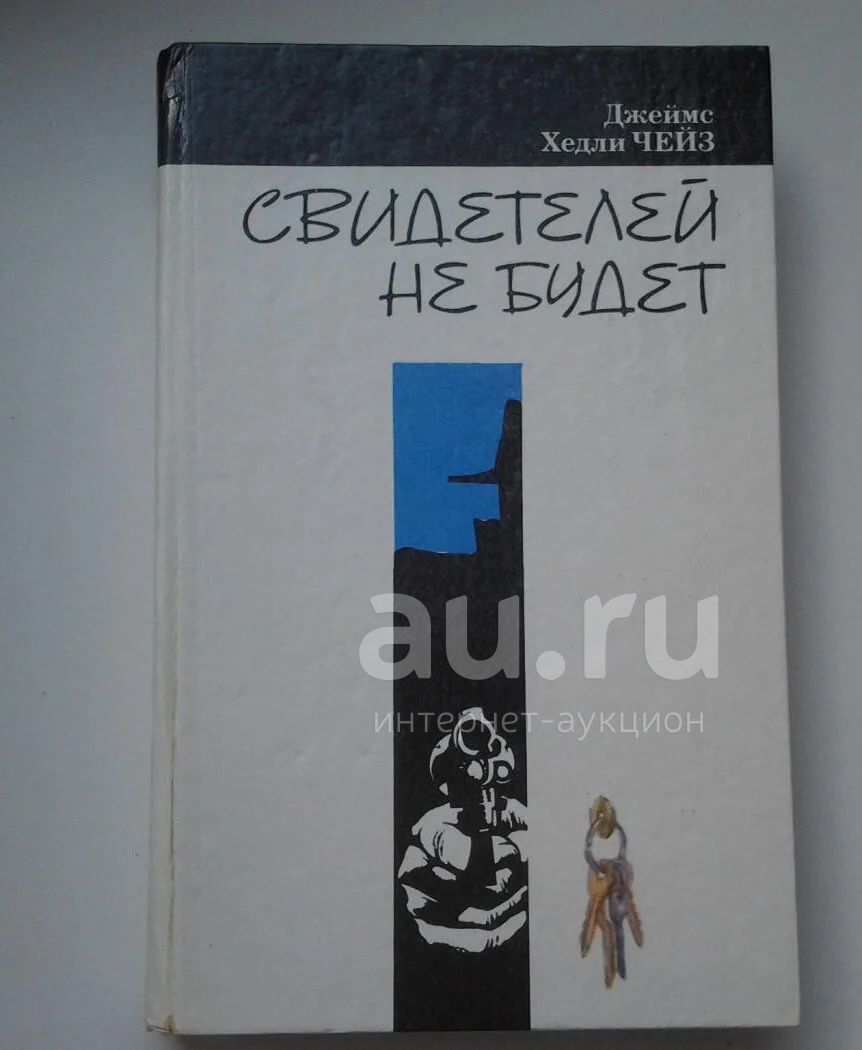 Джеймс
Хедли ЧЕЙЗ
СВИДЕТЕЛЕЙ
НЕ БУДЕТ
au.ru
интернет-аукцион